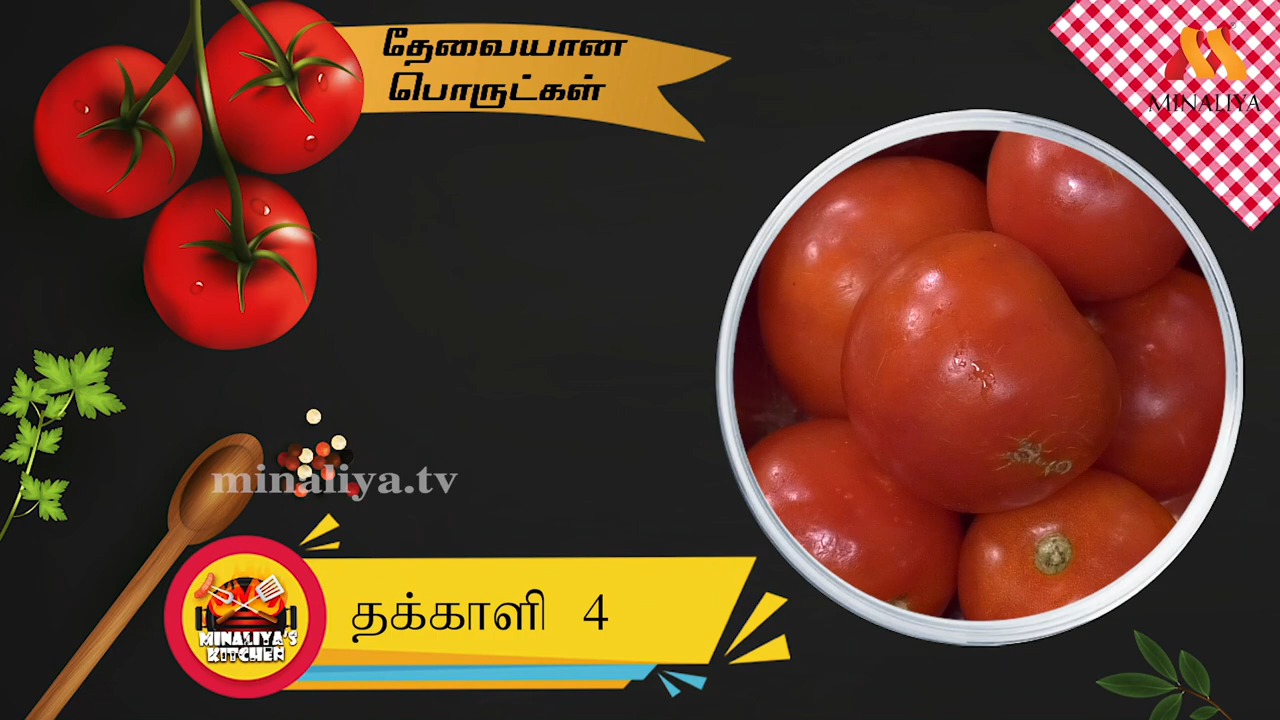 தேவையான
பொருட்கள்
MINALIYA
minaliya.tv
MINALIYA'S
KITCHEN
தக்காளி 4